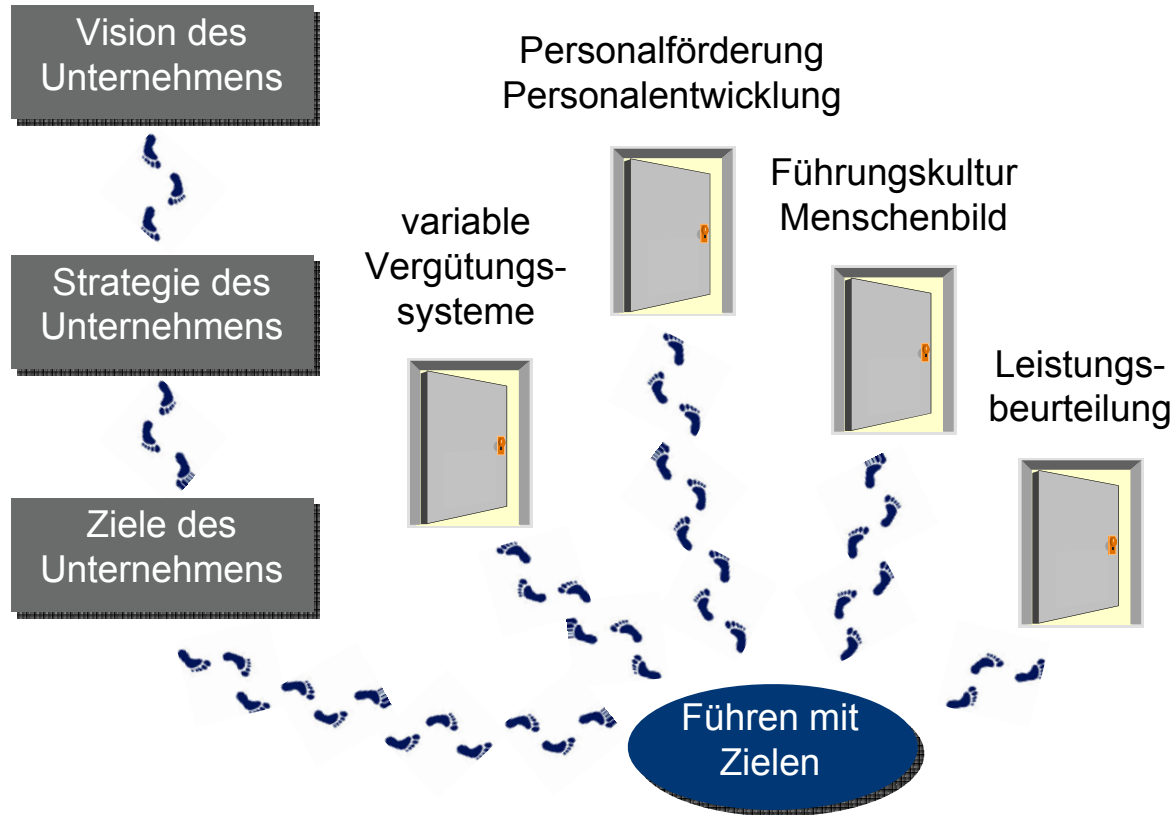 Vision des
Unternehmens
Strategie des
Unternehmens
Ziele des
Unternehmens
variable
Vergütungs-
systeme
Personalförderung
Personalentwicklung
Führungskultur
Menschenbild
Leistungs-
beurteilung
Führen mit
Zielen